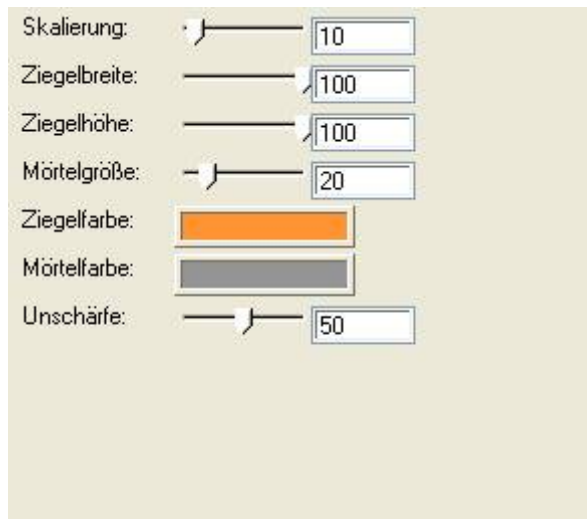 Skalierung: 10
Ziegelbreite: 100
Ziegelhöhe: 100
Mörtelgröße: 20
Ziegelfarbe:
Mörtelfarbe:
Unschärfe: 50